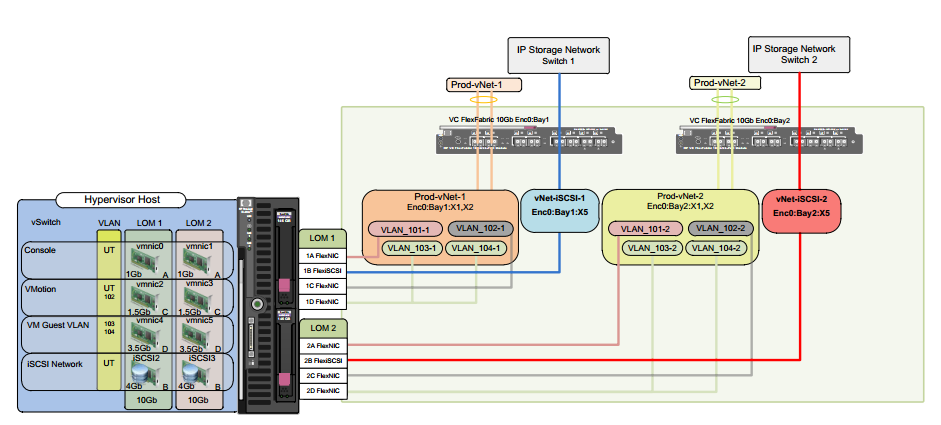 IP Storage Network
Switch 1
IP Storage Network
Switch 2
Prod-vNet-1
Prod-vNet-2
VC FlexFabric 10Gb Enc0:Bay1
VC FlexFabric 10Gb Enc0:Bay2
Hypervisor Host
vSwitch
VLAN
LOM 1
LOM 2
Console
UT
vmnic0
1Gb
A
vmnic1
1Gb
A
VMotion
UT
102
vmnic2
1.5Gb
C
vmnic3
1.5Gb
C
VM Guest VLAN
103
104
vmnic4
3.5Gb
D
vmnic5
3.5Gb
D
iSCSI Network
UT
iSCSI2
4Gb
B
iSCSI3
4Gb
B
10Gb
10Gb
LOM 1
1A FlexNIC
1B FlexiSCSI
1C FlexNIC
1D FlexNIC
LOM 2
2A FlexNIC
2B FlexiSCSI
2C FlexNIC
2D FlexNIC
Prod-vNet-1
Enc0:Bay1:X1,X2
VLAN_101-1
VLAN_102-1
VLAN_103-1
VLAN_104-1
vNet-iSCSI-1
Enc0:Bay1:X5
Prod-vNet-2
Enc0:Bay2:X1,X2
VLAN_101-2
VLAN_102-2
VLAN_103-2
VLAN_104-2
vNet-iSCSI-2
Enc0:Bay2:X5